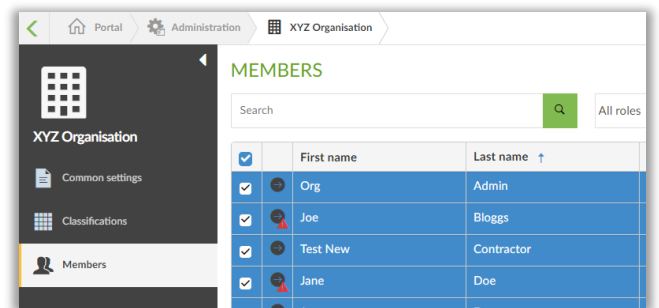 Portal Administration XYZ Organisation
MEMBERS
Search All roles
XYZ Organisation
Common settings
Classifications
Members
First name Last name ↑
Org Admin
Joe Bloggs
Test New Contractor
Jane Doe